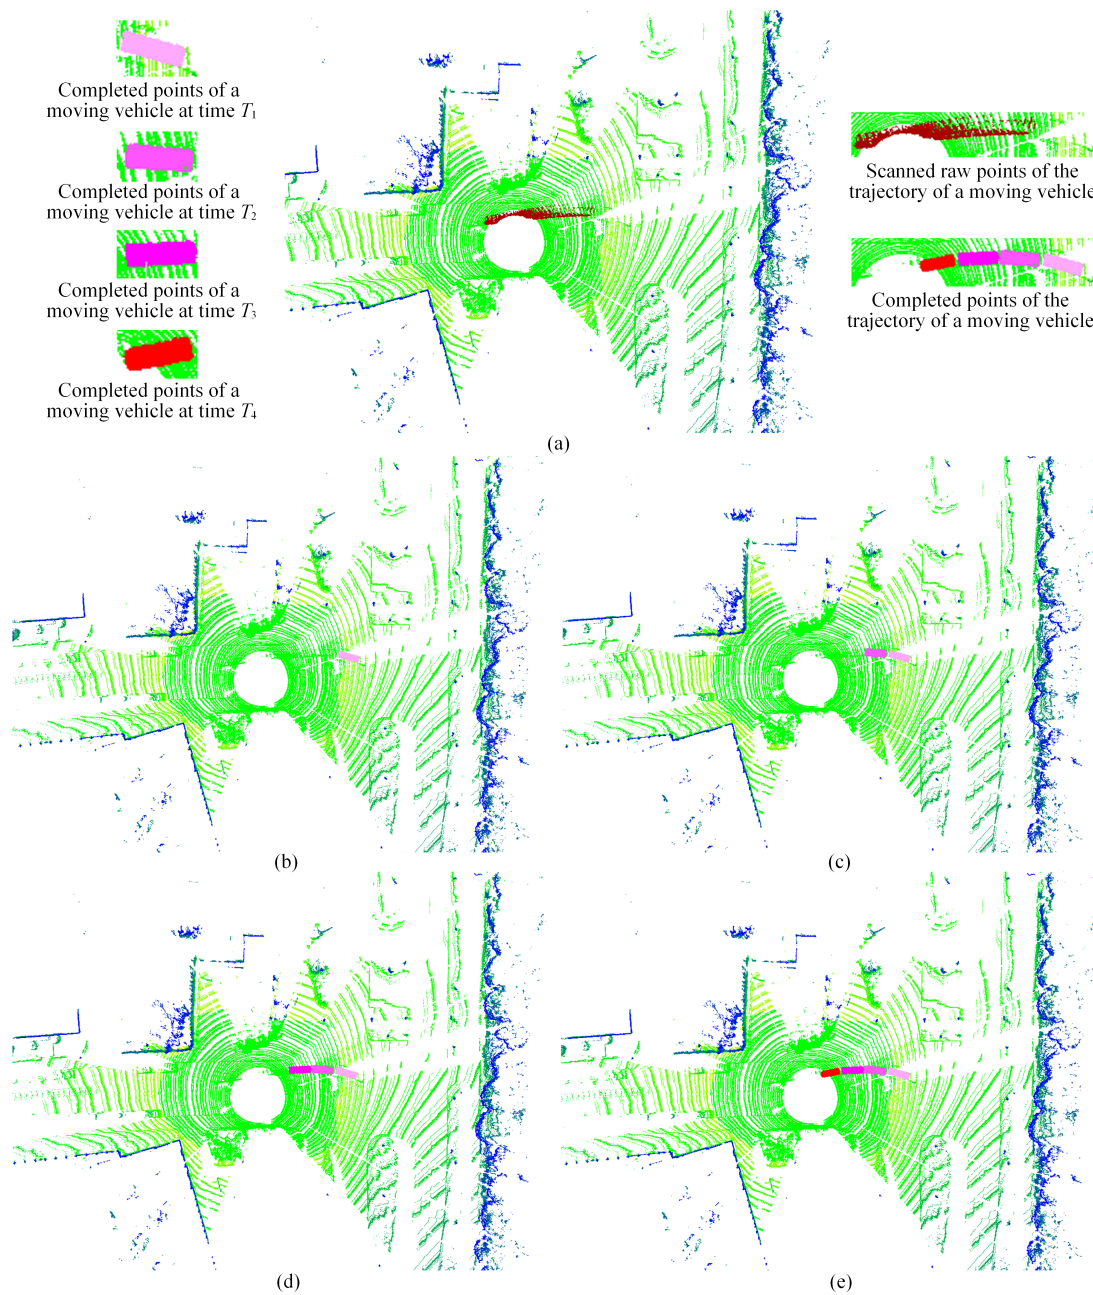 Completed points of a
moving vehicle at time T1
Completed points of a
moving vehicle at time T2
Completed points of a
moving vehicle at time T3
Completed points of a
moving vehicle at time T4
Scanned raw points of the
trajectory of a moving vehicle
Completed points of the
trajectory of a moving vehicle
(a)
(b)
(c)
(d)
(e)